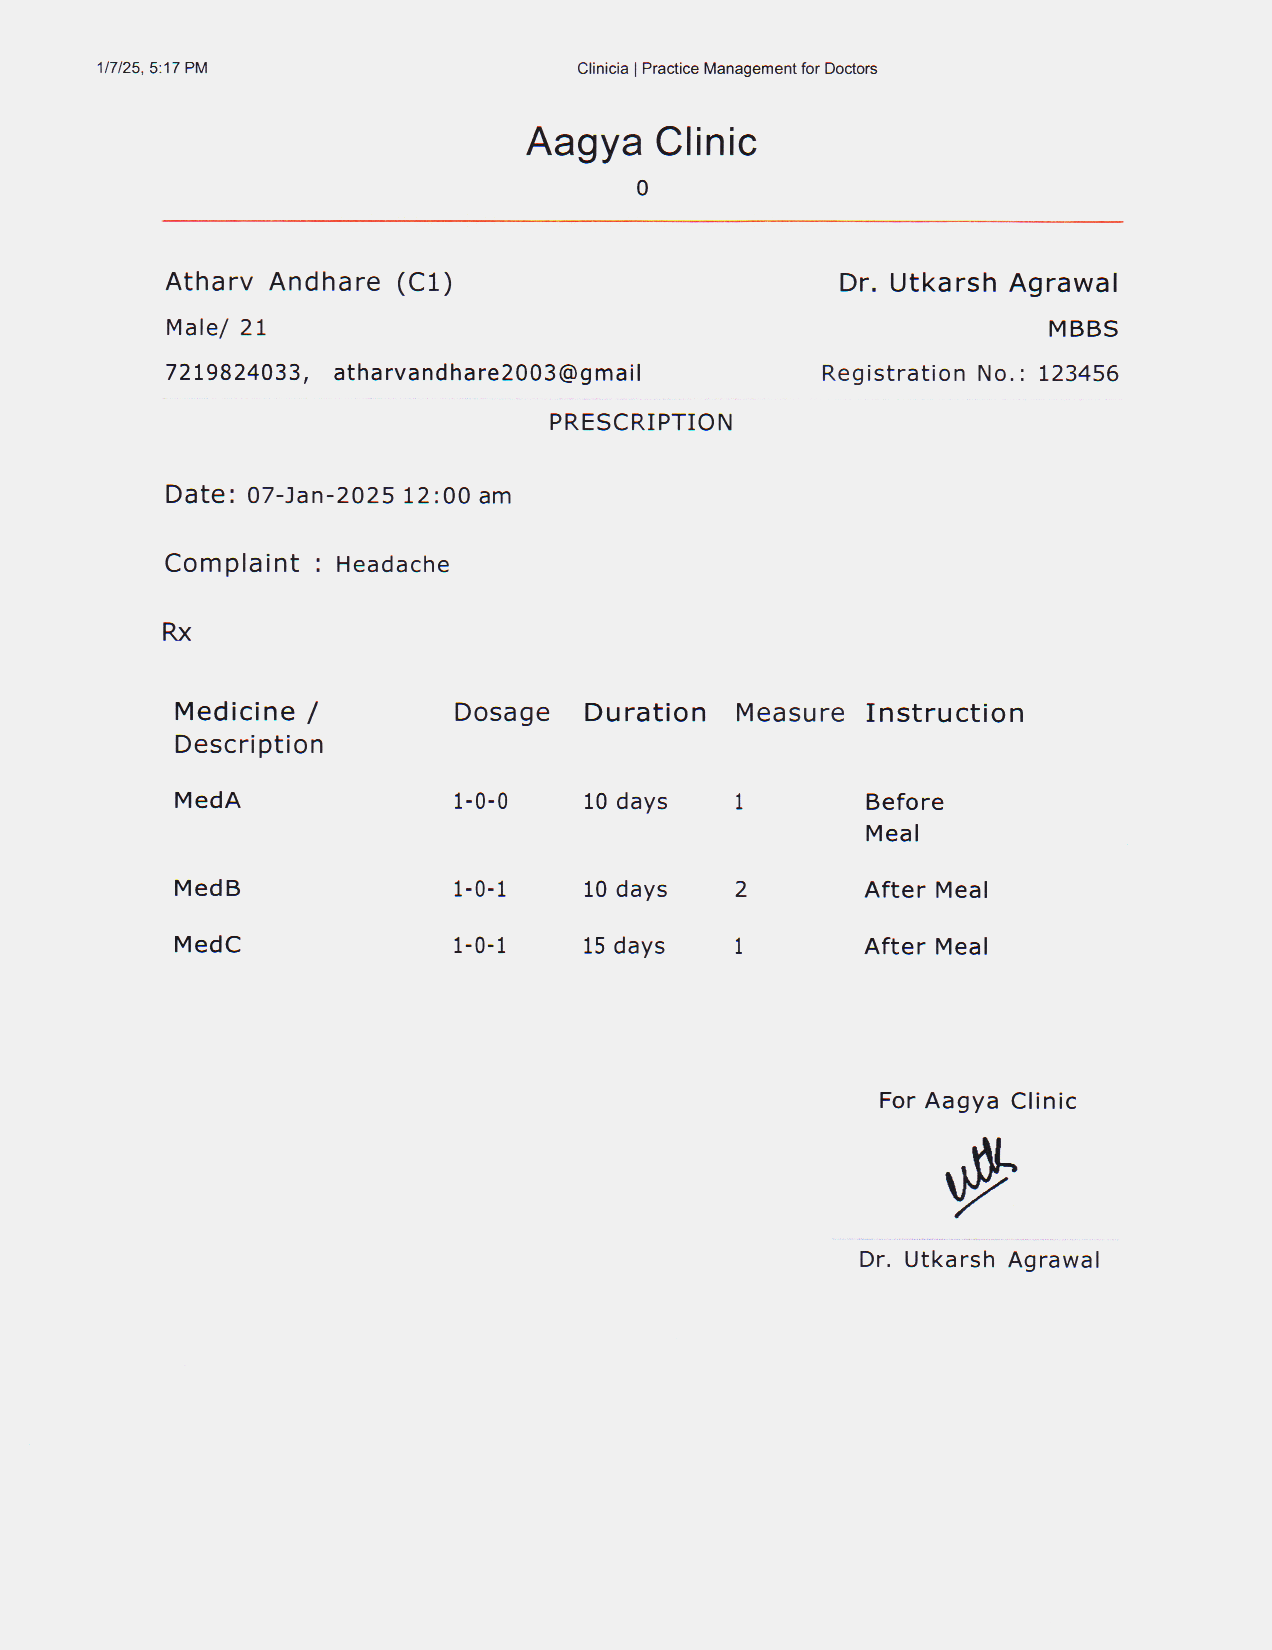 1/7/25, 5:17 PM Clinicia | Practice Management for Doctors
Aagya Clinic
0
Atharv Andhare (C1) Dr. Utkarsh Agrawal
Male/ 21 MBBS
7219824033, atharvandhare2003@gmail Registration No.: 123456
PRESCRIPTION
Date: 07-Jan-2025 12:00 am
Complaint : Headache
Rx
Medicine / Dosage Duration Measure Instruction
Description
MedA 1-0-0 10 days 1 Before
Meal
MedB 1-0-1 10 days 2 After Meal
MedC 1-0-1 15 days 1 After Meal
For Aagya Clinic
utk
Dr. Utkarsh Agrawal